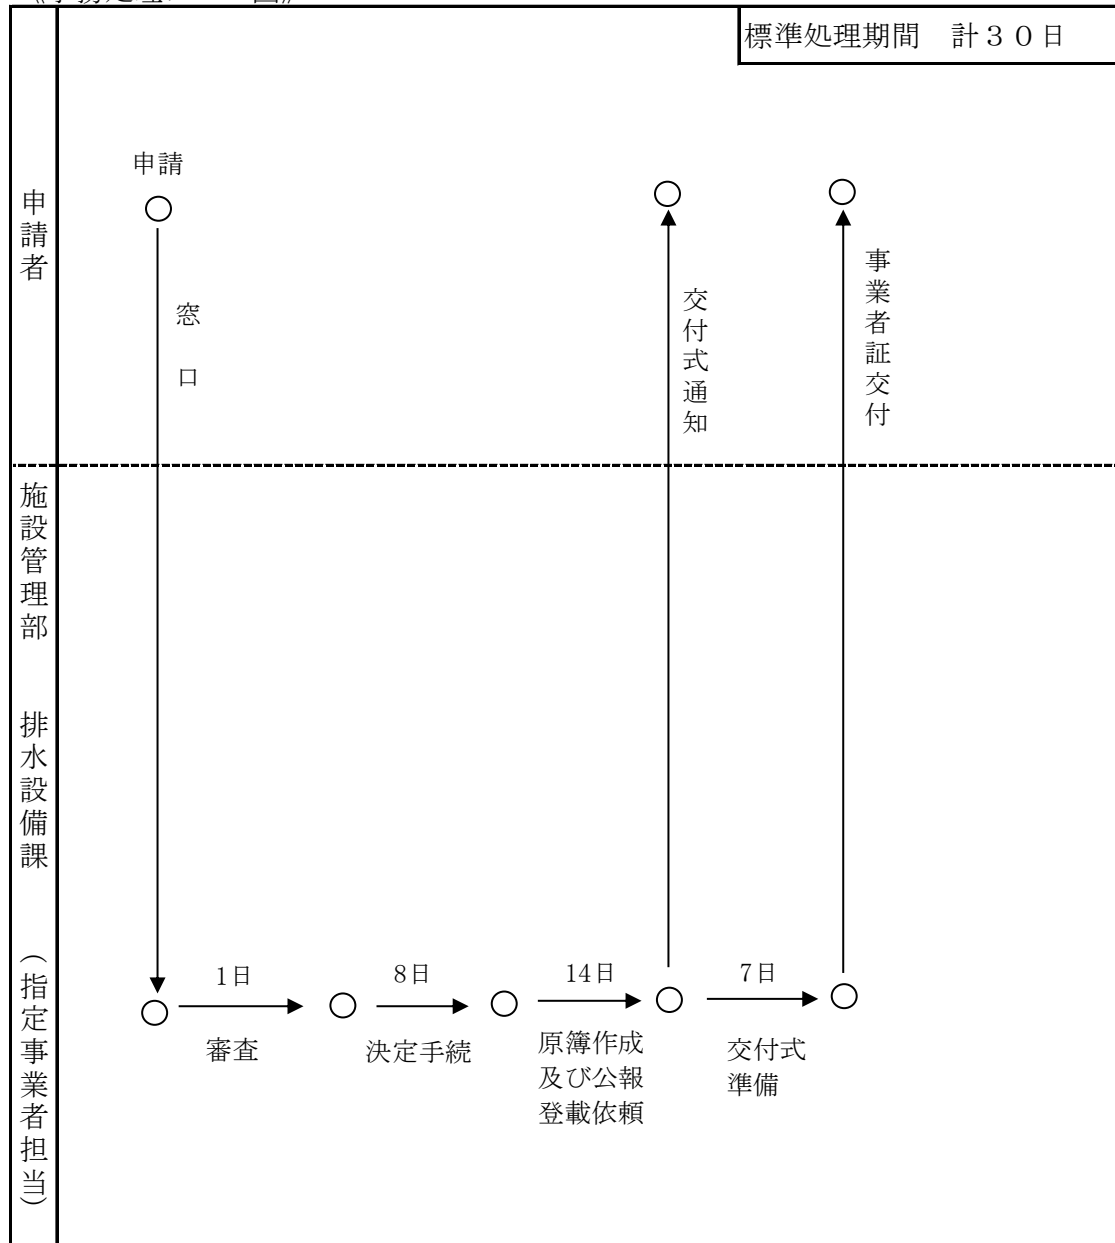 標準処理期間　計３０日
申請者
申請
窓口
交付式通知
事業者証交付
施設管理部　排水設備課　（指定事業者担当）
1日
8日
14日
7日
審査
決定手続
原簿作成
及び公報
登載依頼
交付式
準備